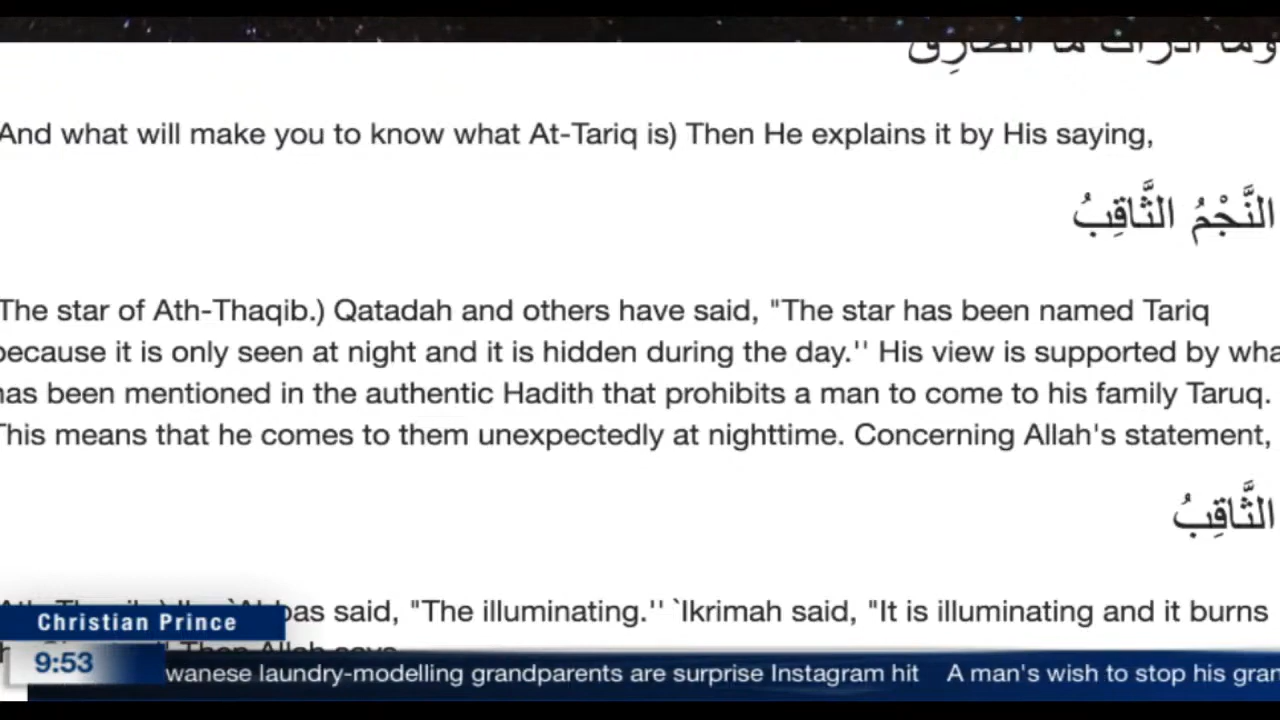 And what will make you to know what At-Tariq is) Then He explains it by His saying,
النَّجْمُ الثَّاقِبُ
The star of Ath-Thaqib.) Qatadah and others have said, "The star has been named Tariq
because it is only seen at night and it is hidden during the day.'' His view is supported by wha
has been mentioned in the authentic Hadith that prohibits a man to come to his family Taruq.
This means that he comes to them unexpectedly at nighttime. Concerning Allah's statement,
الثَّاقِبُ
said, "The illuminating.'' `Ikrimah said, "It is illuminating and it burns
Christian Prince
9:53
wanese laundry-modelling grandparents are surprise Instagram hit A man's wish to stop his gran